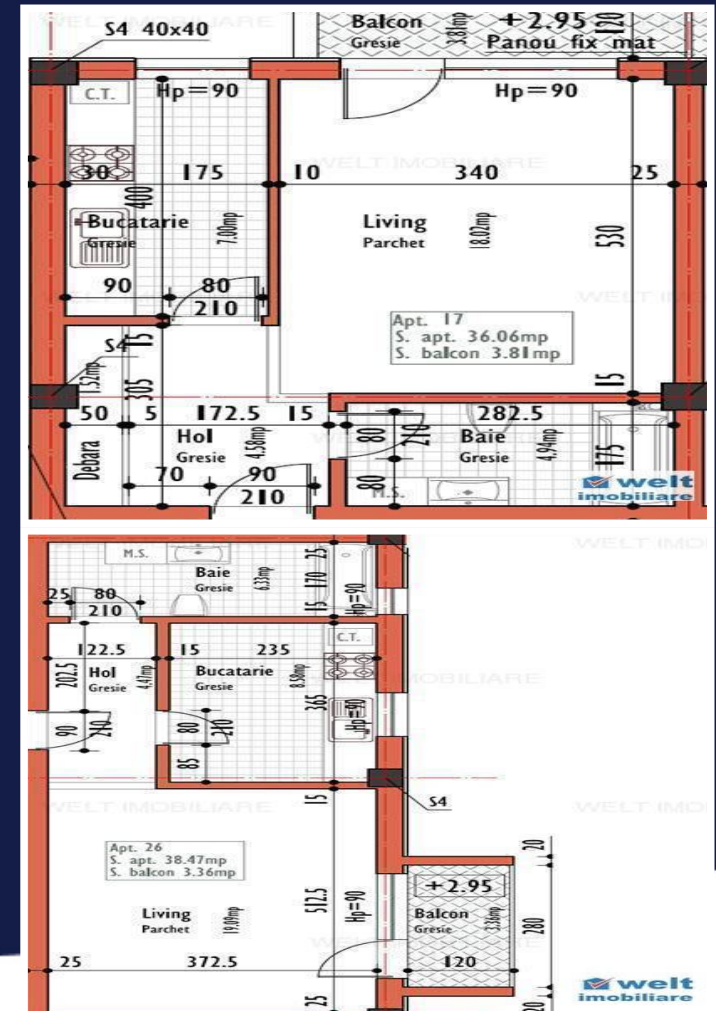 S4 40x40
Balcon
Gresie
3.81mp
+2.95
Panou fix mat
120
C.T.
Hp=90
Hp=90
WELT IMOBILIARE
30 175 10 340 25
400
Bucatarie
Gresie
7.00mp
Living
Parchet
18.02mp
530
90 80
210
Apt. 17
S. apt. 36.06mp
S. balcon 3.81mp
S4
15
1.52mp
305
15
50 5 172.5 15 282.5
Debara
Hol
Gresie
4.58mp
80
210
Baie
Gresie
4.94mp
175
70 90
210
80
M.S.
welt
imobiliare
M.S.
Baie
Gresie
6.33mp
25
170
15
Hp=90
25 80
210
C.T.
122.5 15 235
202.5
Hol
Gresie
4.47mp
Bucatarie
Gresie
8.58mp
365
Hp=90
90
210
80
210
85
15
S4
WELT IMOBILIARE
Apt. 26
S. apt. 38.47mp
S. balcon 3.36mp
20
+2.95
Living
Parchet
19.09mp
512.5
Hp=90
Balcon
Gresie
3.36mp
280
25 372.5 120
25
20
welt
imobiliare